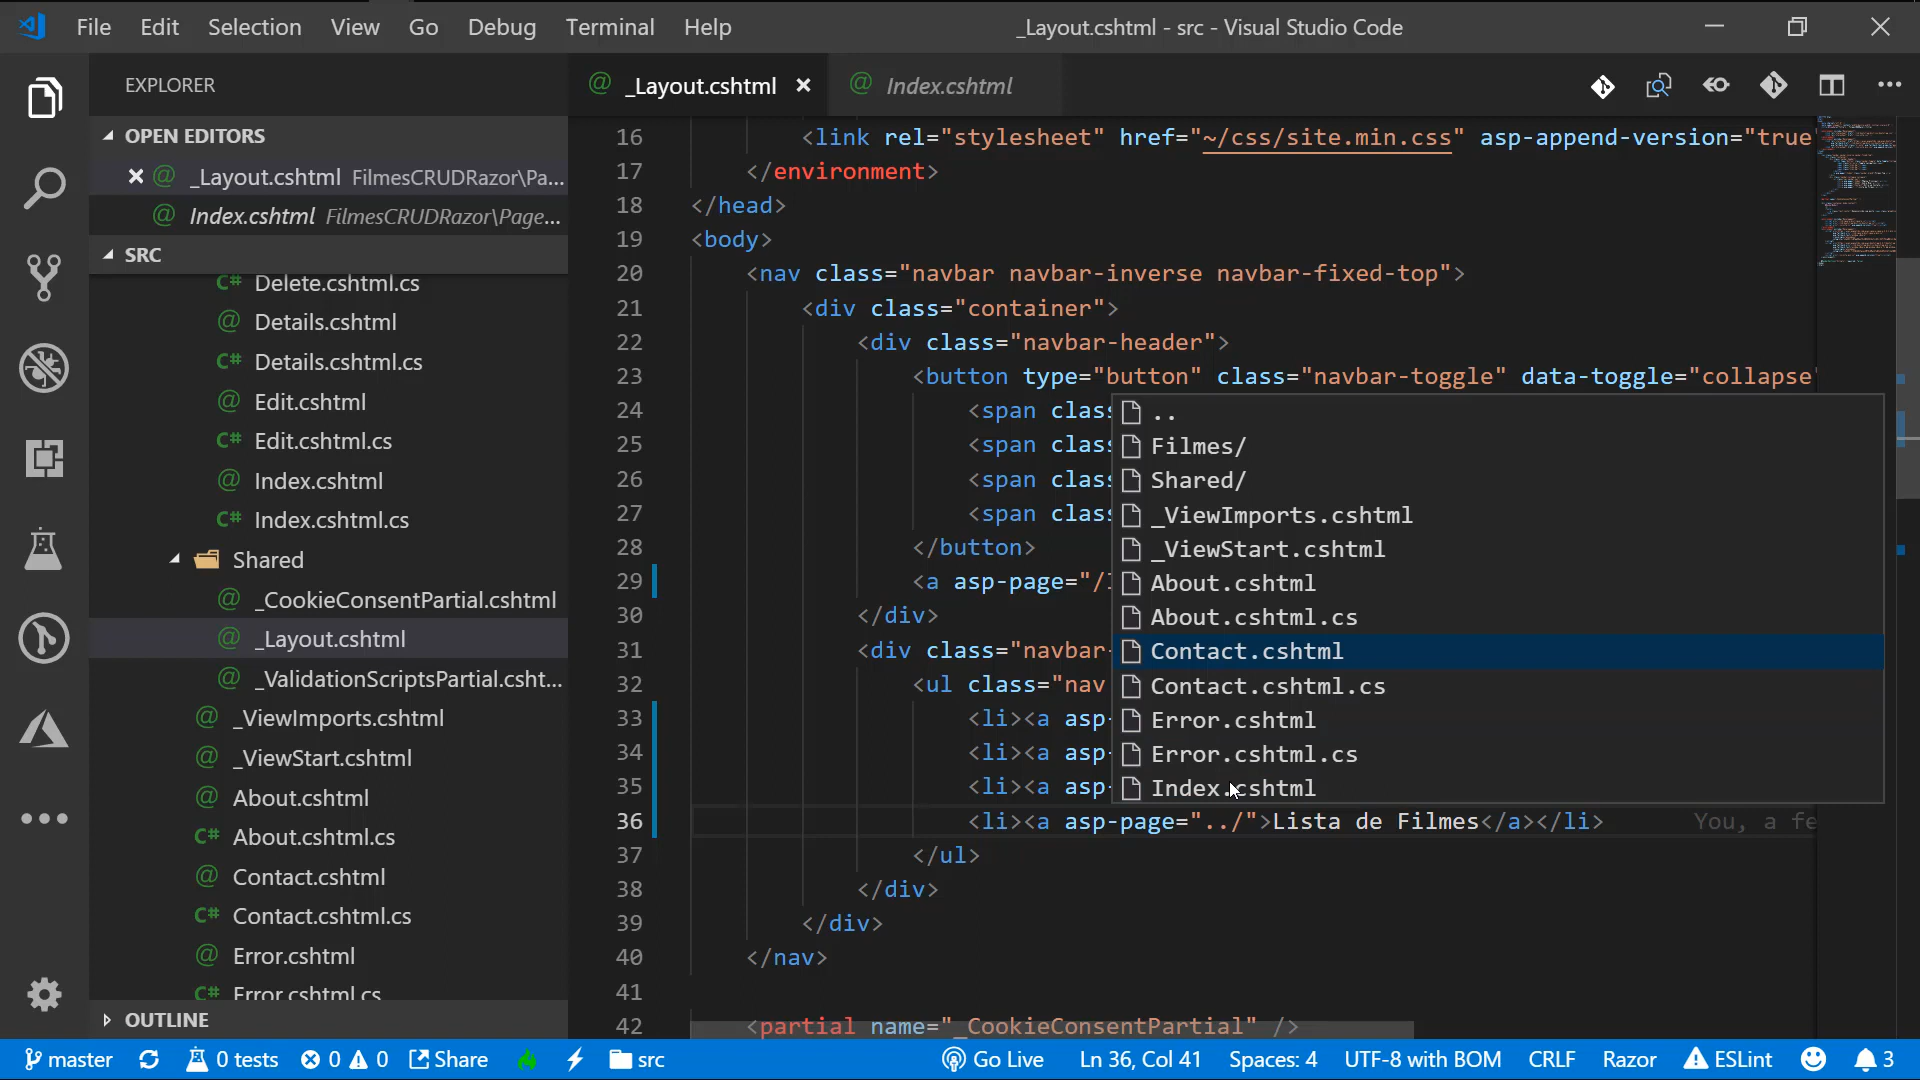 File Edit Selection View Go Debug Terminal Help
_Layout.cshtml - src - Visual Studio Code
EXPLORER
OPEN EDITORS
_Layout.cshtml FilmesCRUDRazor\Pa...
Index.cshtml FilmesCRUDRazor\Page...
SRC
C# Delete.cshtml.cs
@ Details.cshtml
C# Details.cshtml.cs
@ Edit.cshtml
C# Edit.cshtml.cs
@ Index.cshtml
C# Index.cshtml.cs
Shared
@ _CookieConsentPartial.cshtml
@ _Layout.cshtml
@ _ValidationScriptsPartial.csht...
@ _ViewImports.cshtml
@ _ViewStart.cshtml
@ About.cshtml
C# About.cshtml.cs
@ Contact.cshtml
C# Contact.cshtml.cs
@ Error.cshtml
C# Error.cshtml.cs
OUTLINE
@ _Layout.cshtml × @ Index.cshtml
16 <link rel="stylesheet" href="~/css/site.min.css" asp-append-version="true
17 </environment>
18 </head>
19 <body>
20 <nav class="navbar navbar-inverse navbar-fixed-top">
21 <div class="container">
22 <div class="navbar-header">
23 <button type="button" class="navbar-toggle" data-toggle="collapse
24 <span clas
25 <span clas
26 <span clas
27 <span clas
28 </button>
29 <a asp-page="/
30 </div>
31 <div class="navbar-
32 <ul class="nav
33 <li><a asp-
34 <li><a asp-
35 <li><a asp-
36 <li><a asp-page="../">Lista de Filmes</a></li> You, a fe
37 </ul>
38 </div>
39 </div>
40 </nav>
41
42 <partial name="_CookieConsentPartial" />
..
Filmes/
Shared/
_ViewImports.cshtml
_ViewStart.cshtml
About.cshtml
About.cshtml.cs
Contact.cshtml
Contact.cshtml.cs
Error.cshtml
Error.cshtml.cs
Index.cshtml
master 0 tests 0 0 Share src Go Live Ln 36, Col 41 Spaces: 4 UTF-8 with BOM CRLF Razor ESLint 3